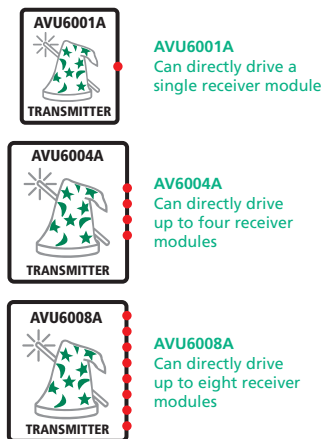 AVU6001A
TRANSMITTER
AVU6001A
Can directly drive a
single receiver module
AVU6004A
TRANSMITTER
AV6004A
Can directly drive
up to four receiver
modules
AVU6008A
TRANSMITTER
AVU6008A
Can directly drive
up to eight receiver
modules